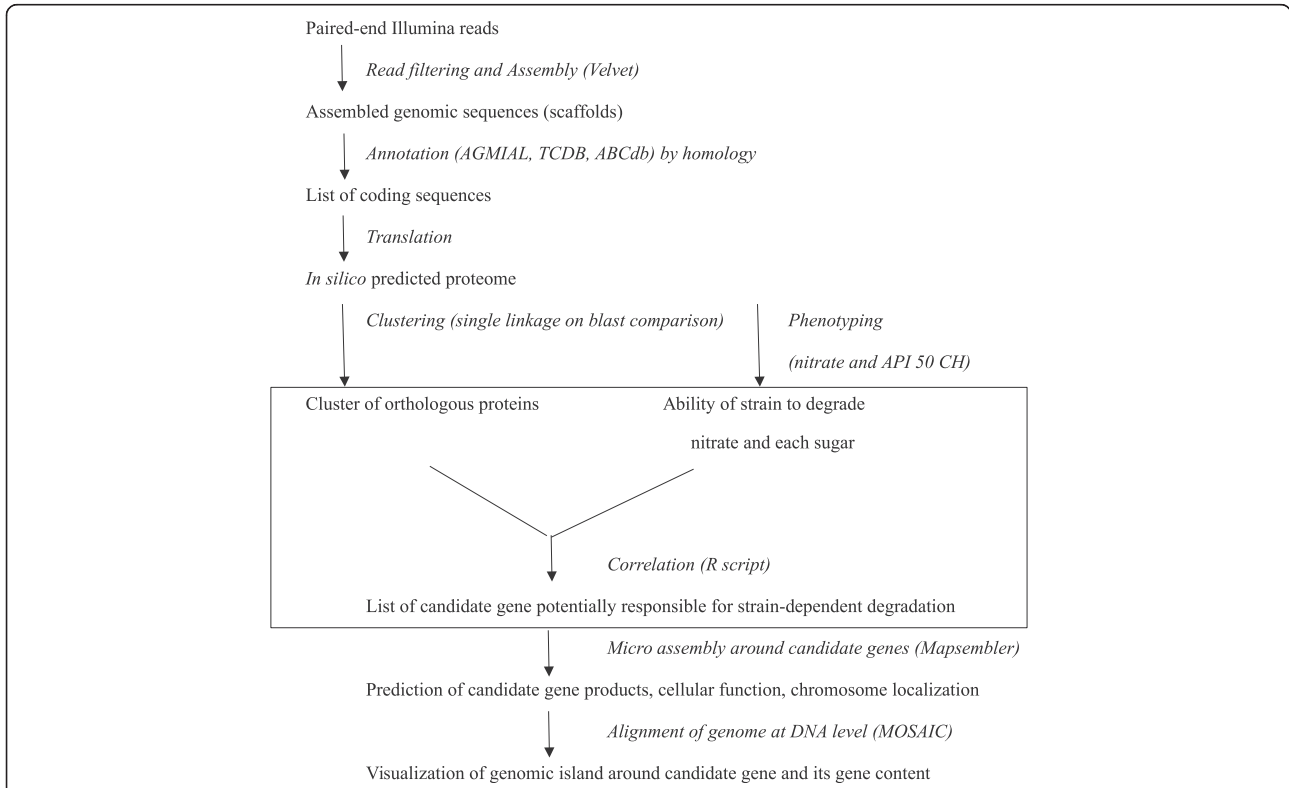 Paired-end Illumina reads
Read filtering and Assembly (Velvet)
Assembled genomic sequences (scaffolds)
Annotation (AGMIAL, TCDB, ABCdb) by homology
List of coding sequences
Translation
In silico predicted proteome
Clustering (single linkage on blast comparison)
Phenotyping
(nitrate and API 50 CH)
Cluster of orthologous proteins
Ability of strain to degrade
nitrate and each sugar
Correlation (R script)
List of candidate gene potentially responsible for strain-dependent degradation
Micro assembly around candidate genes (Mapsembler)
Prediction of candidate gene products, cellular function, chromosome localization
Alignment of genome at DNA level (MOSAIC)
Visualization of genomic island around candidate gene and its gene content